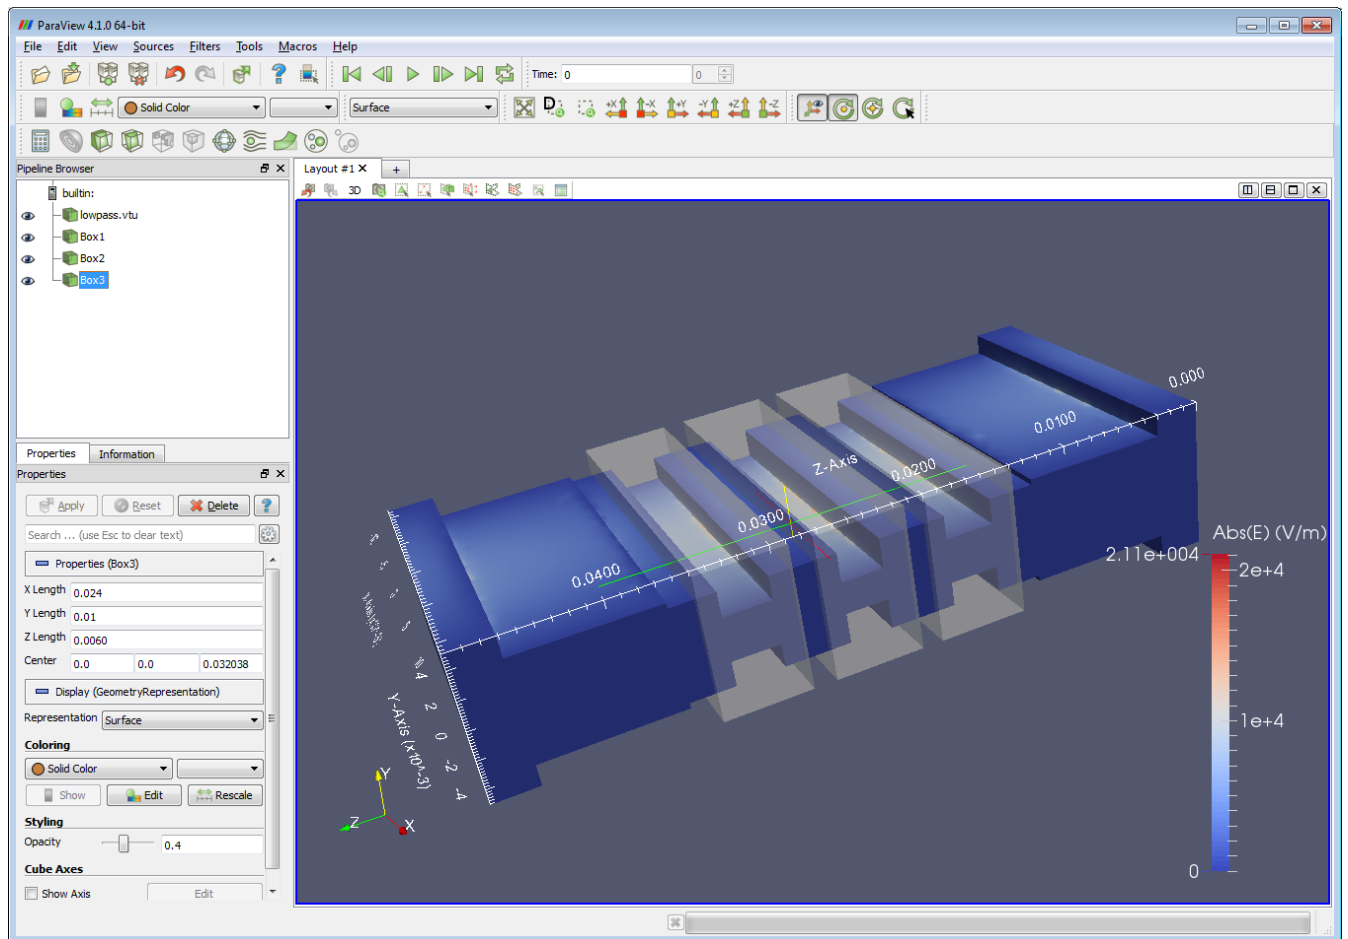 ParaView 4.1.0 64-bit
File Edit View Sources Filters Tools Macros Help
Time: 0 0
Solid Color Surface +X -X +Y -Y +Z -Z
Pipeline Browser
builtin:
lowpass.vtu
Box1
Box2
Box3
Properties Information
Properties
Apply Reset Delete ?
Search ... (use Esc to clear text)
Properties (Box3)
X Length 0.024
Y Length 0.01
Z Length 0.0060
Center 0.0 0.0 0.032038
Display (GeometryRepresentation)
Representation Surface
Coloring
Solid Color
Show Edit Rescale
Styling
Opacity 0.4
Cube Axes
Show Axis Edit
Layout #1 X +
3D
0.000
0.0100
Z-Axis
0.0200
0.0300
0.0400
4
2
0
-2
-4
Y-Axis (x10^-3)
Y
Z
X
Abs(E) (V/m)
2.11e+004
2e+4
1e+4
0